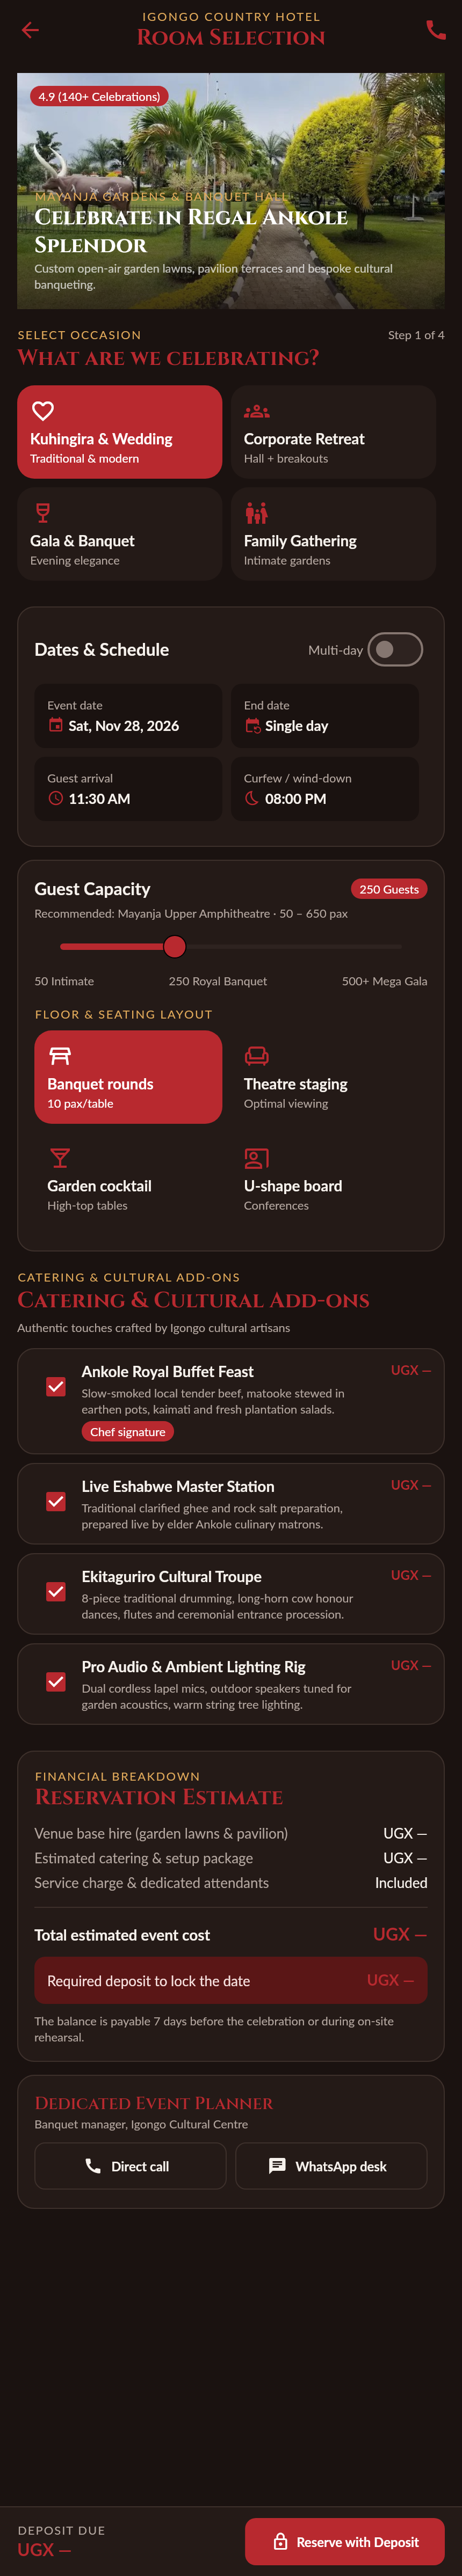 IGONGO COUNTRY HOTEL
Room Selection
4.9 (140+ Celebrations)
MAYANJA GARDENS & BANQUET HALL
Celebrate in Regal Ankole
Splendor
Custom open-air garden lawns, pavilion terraces and bespoke cultural
banqueting.
SELECT OCCASION
Step 1 of 4
What are we celebrating?
Kuhingira & Wedding
Traditional & modern
Corporate Retreat
Hall + breakouts
Gala & Banquet
Evening elegance
Family Gathering
Intimate gardens
Dates & Schedule
Multi-day
Event date
Sat, Nov 28, 2026
End date
Single day
Guest arrival
11:30 AM
Curfew / wind-down
08:00 PM
Guest Capacity
250 Guests
Recommended: Mayanja Upper Amphitheatre · 50 – 650 pax
50 Intimate
250 Royal Banquet
500+ Mega Gala
FLOOR & SEATING LAYOUT
Banquet rounds
10 pax/table
Theatre staging
Optimal viewing
Garden cocktail
High-top tables
U-shape board
Conferences
CATERING & CULTURAL ADD-ONS
Catering & Cultural Add-ons
Authentic touches crafted by Igongo cultural artisans
Ankole Royal Buffet Feast
UGX —
Slow-smoked local tender beef, matooke stewed in
earthen pots, kaimati and fresh plantation salads.
Chef signature
Live Eshabwe Master Station
UGX —
Traditional clarified ghee and rock salt preparation,
prepared live by elder Ankole culinary matrons.
Ekitaguriro Cultural Troupe
UGX —
8-piece traditional drumming, long-horn cow honour
dances, flutes and ceremonial entrance procession.
Pro Audio & Ambient Lighting Rig
UGX —
Dual cordless lapel mics, outdoor speakers tuned for
garden acoustics, warm string tree lighting.
FINANCIAL BREAKDOWN
Reservation Estimate
Venue base hire (garden lawns & pavilion)
UGX —
Estimated catering & setup package
UGX —
Service charge & dedicated attendants
Included
Total estimated event cost
UGX —
Required deposit to lock the date
UGX —
The balance is payable 7 days before the celebration or during on-site
rehearsal.
Dedicated Event Planner
Banquet manager, Igongo Cultural Centre
Direct call
WhatsApp desk
DEPOSIT DUE
UGX —
Reserve with Deposit